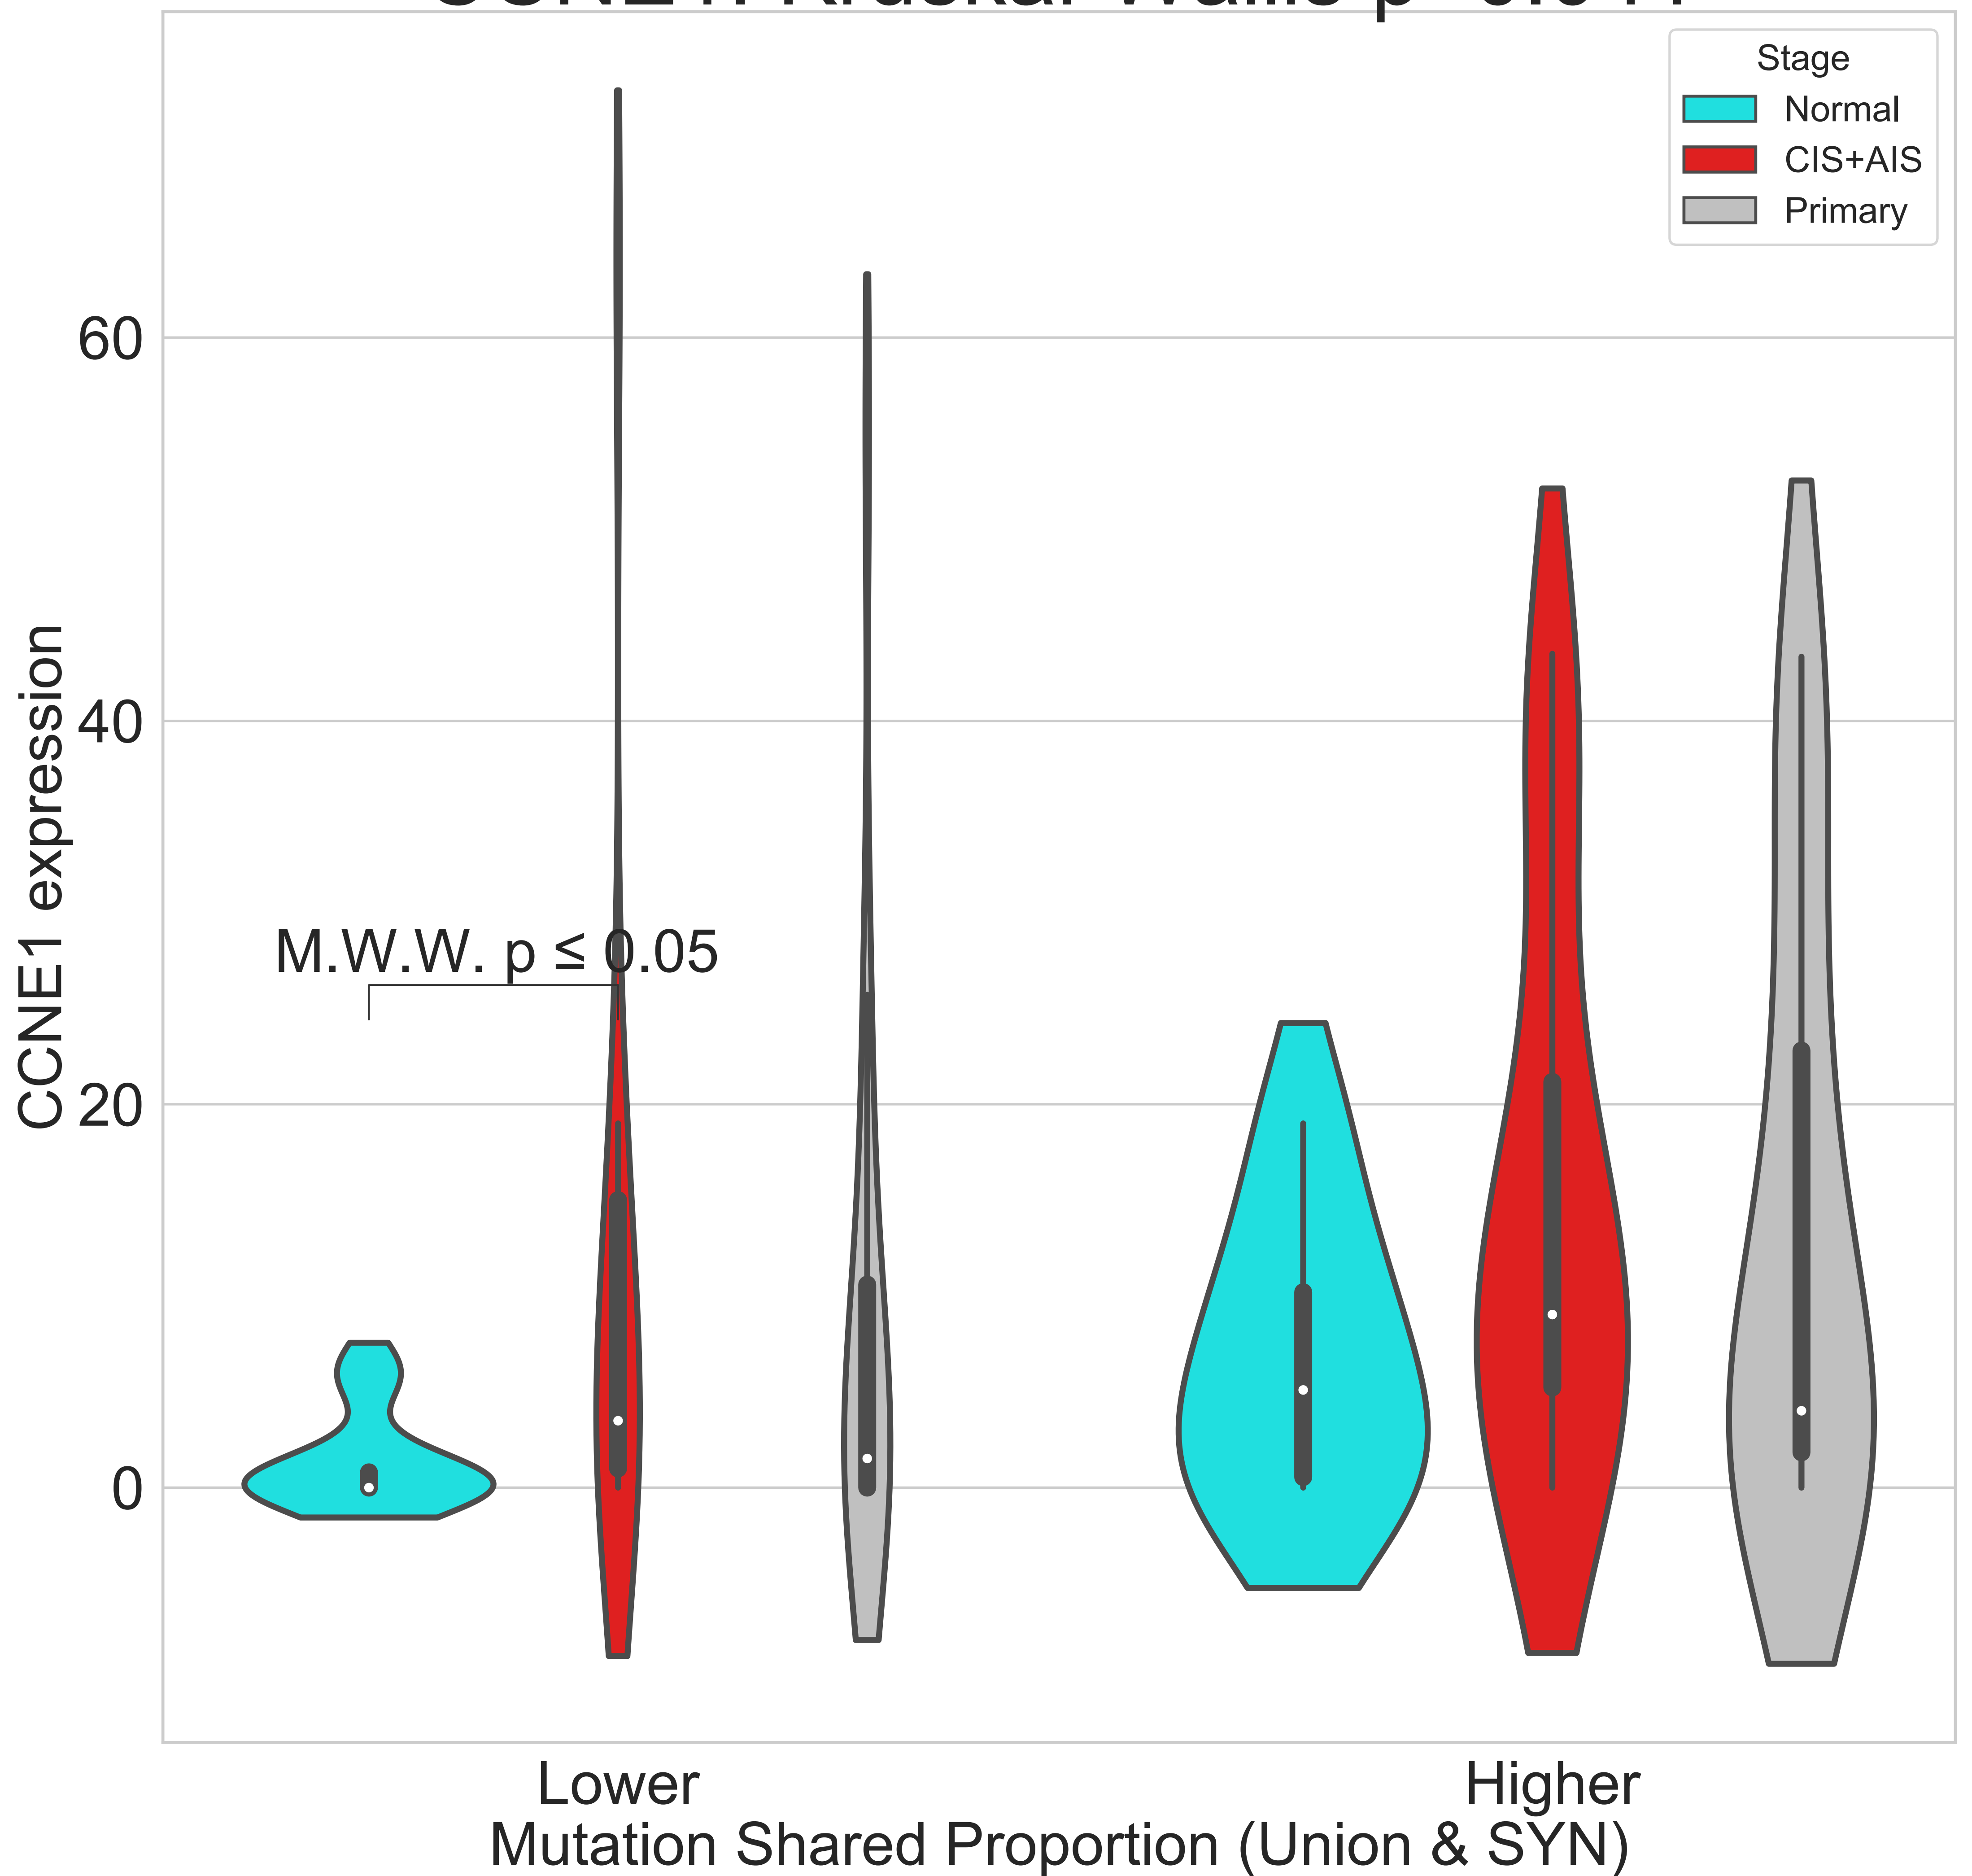 Stage
Normal
CIS+AIS
Primary
60
40
20
0
CCNE1 expression
M.W.W. p ≤ 0.05
Lower
Higher
Mutation Shared Proportion (Union & SYN)